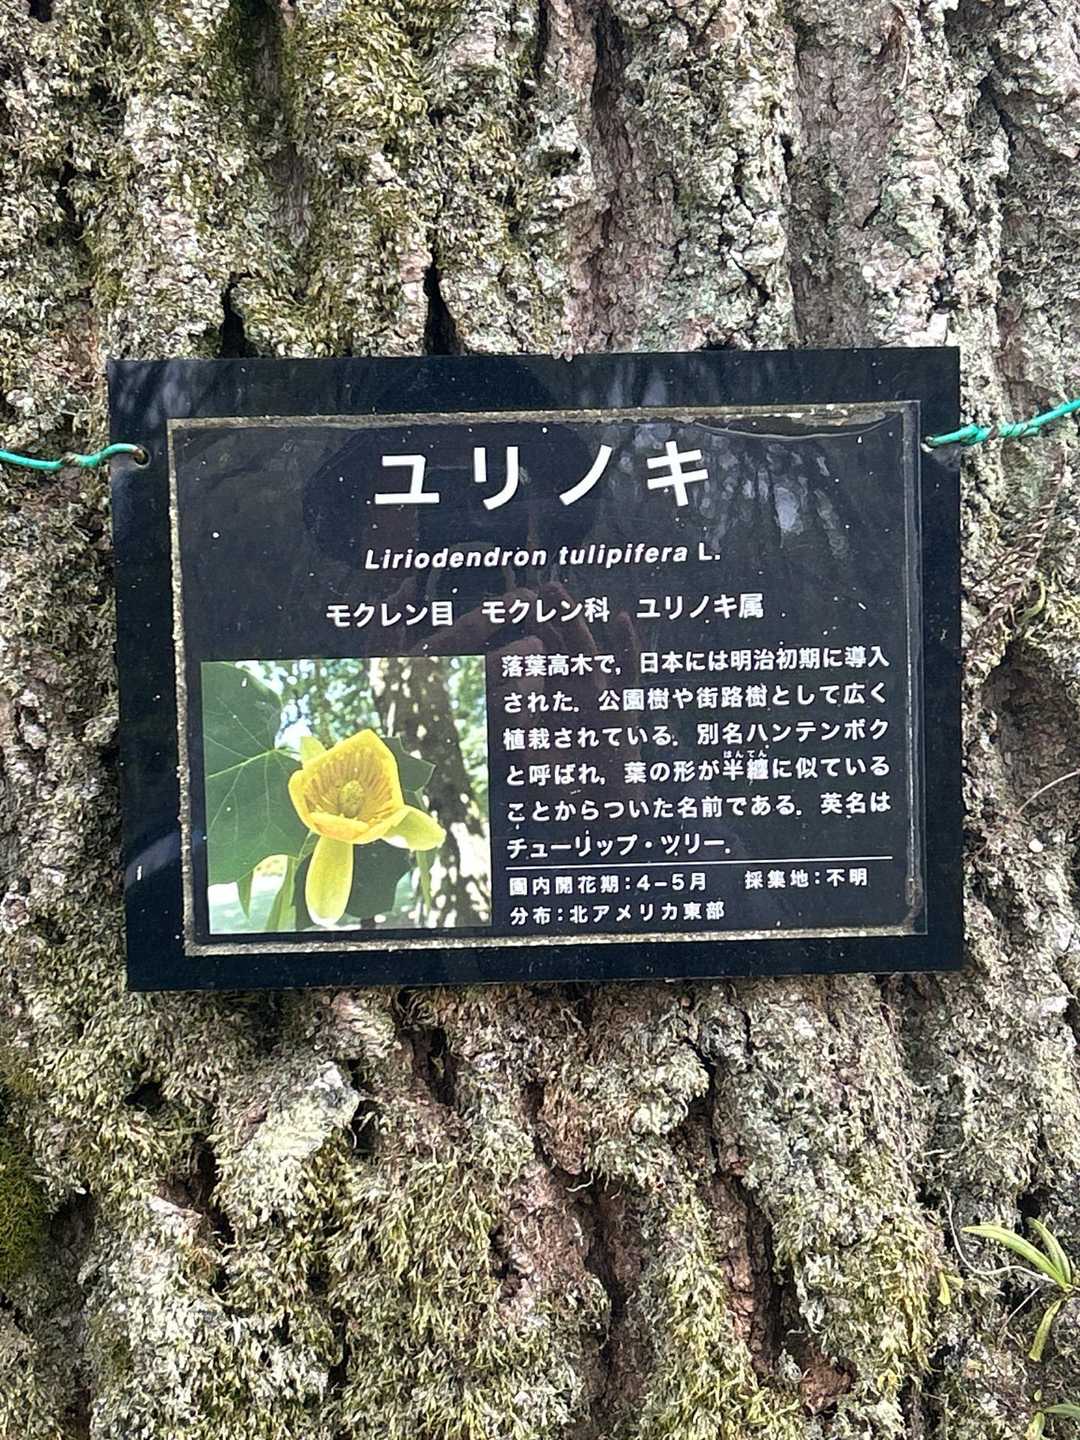 ユリノキ
Liriodendron tulipifera L.
モクレン目　モクレン科　ユリノキ属
落葉高木で，日本には明治初期に導入
された．公園樹や街路樹として広く
植栽されている．別名ハンテンボク
はんてん
と呼ばれ，葉の形が半纏に似ている
ことからついた名前である．英名は
チューリップ・ツリー．
園内開花期：4−5月　採集地：不明
分布：北アメリカ東部